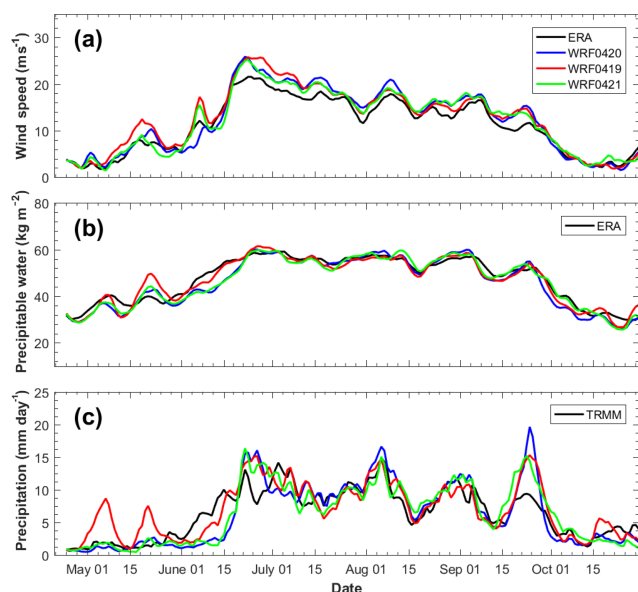 (a)
Wind speed (ms⁻¹)
30
20
10
0
ERA
WRF0420
WRF0419
WRF0421
(b)
Precipitable water (kg m⁻²)
80
60
40
20
ERA
(c)
Precipitation (mm day⁻¹)
25
20
15
10
5
0
TRMM
May 01 15 June 01 15 July 01 15 Aug 01 15 Sep 01 15 Oct 01 15
Date